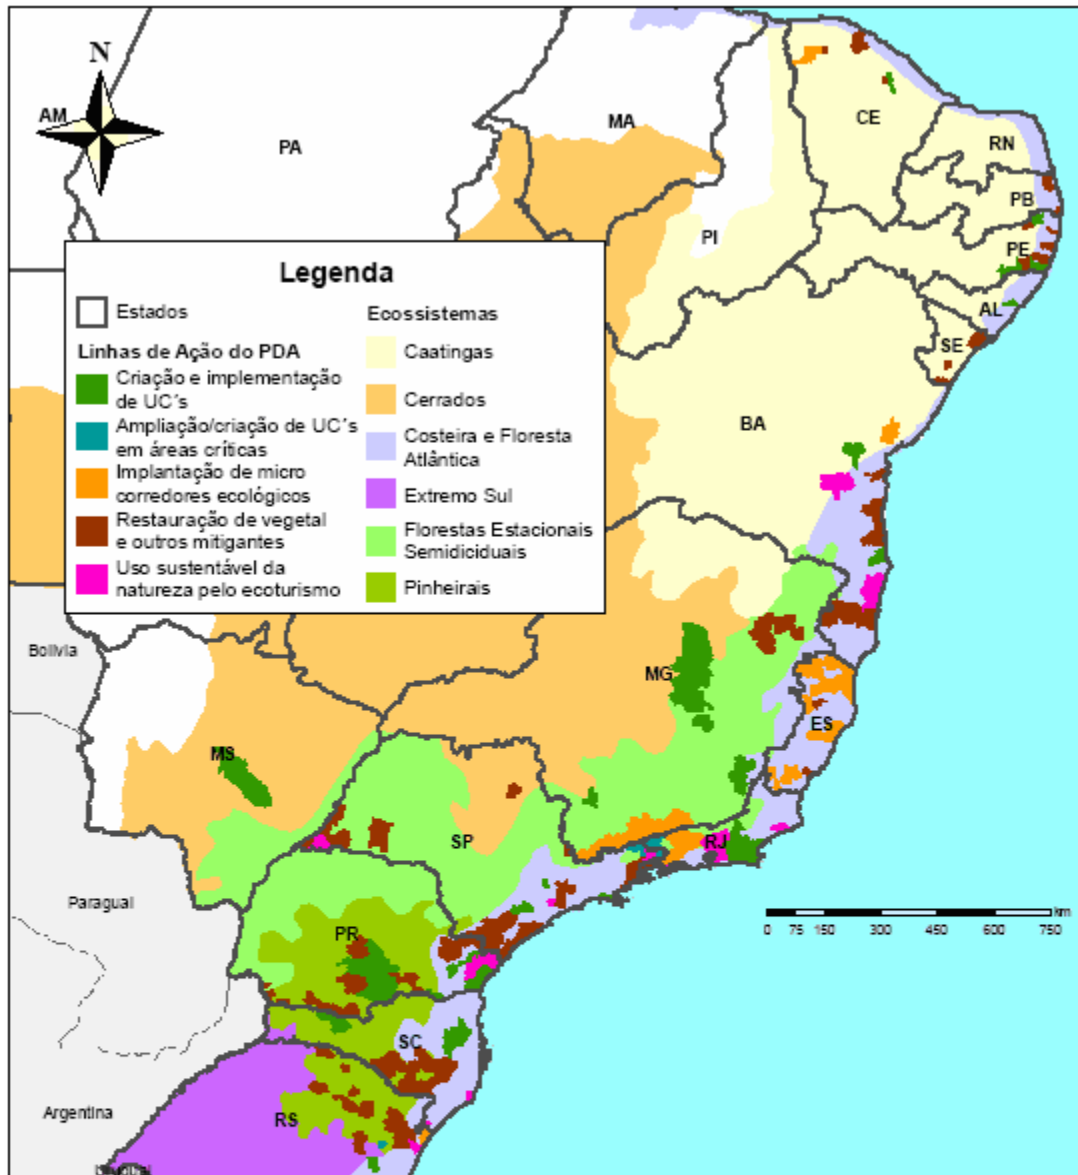 N
AM
PA
MA
CE
RN
PB
PI
PE
AL
SE
BA
Legenda
Estados
Linhas de Ação do PDA
Criação e implementação
de UC´s
Ampliação/criação de UC´s
em áreas críticas
Implantação de micro
corredores ecológicos
Restauração de vegetal
e outros mitigantes
Uso sustentável da
natureza pelo ecoturismo
Ecossistemas
Caatingas
Cerrados
Costeira e Floresta
Atlântica
Extremo Sul
Florestas Estacionais
Semidiciduais
Pinheirais
Bolivia
MG
ES
MS
SP
RJ
Paraguai
km
0 75 150 300 450 600 750
PR
SC
Argentina
RS